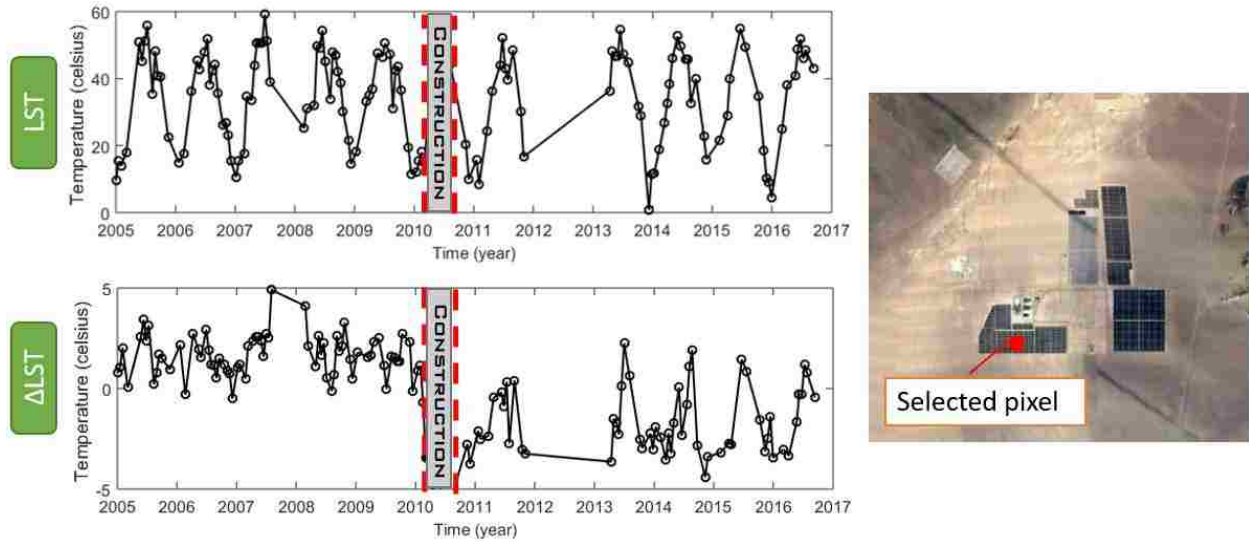 LST
Temperature (celsius)
60
40
20
0
CONSTRUCTION
2005 2006 2007 2008 2009 2010 2011 2012 2013 2014 2015 2016 2017
Time (year)
ΔLST
Temperature (celsius)
5
0
-5
CONSTRUCTION
2005 2006 2007 2008 2009 2010 2011 2012 2013 2014 2015 2016 2017
Time (year)
Selected pixel